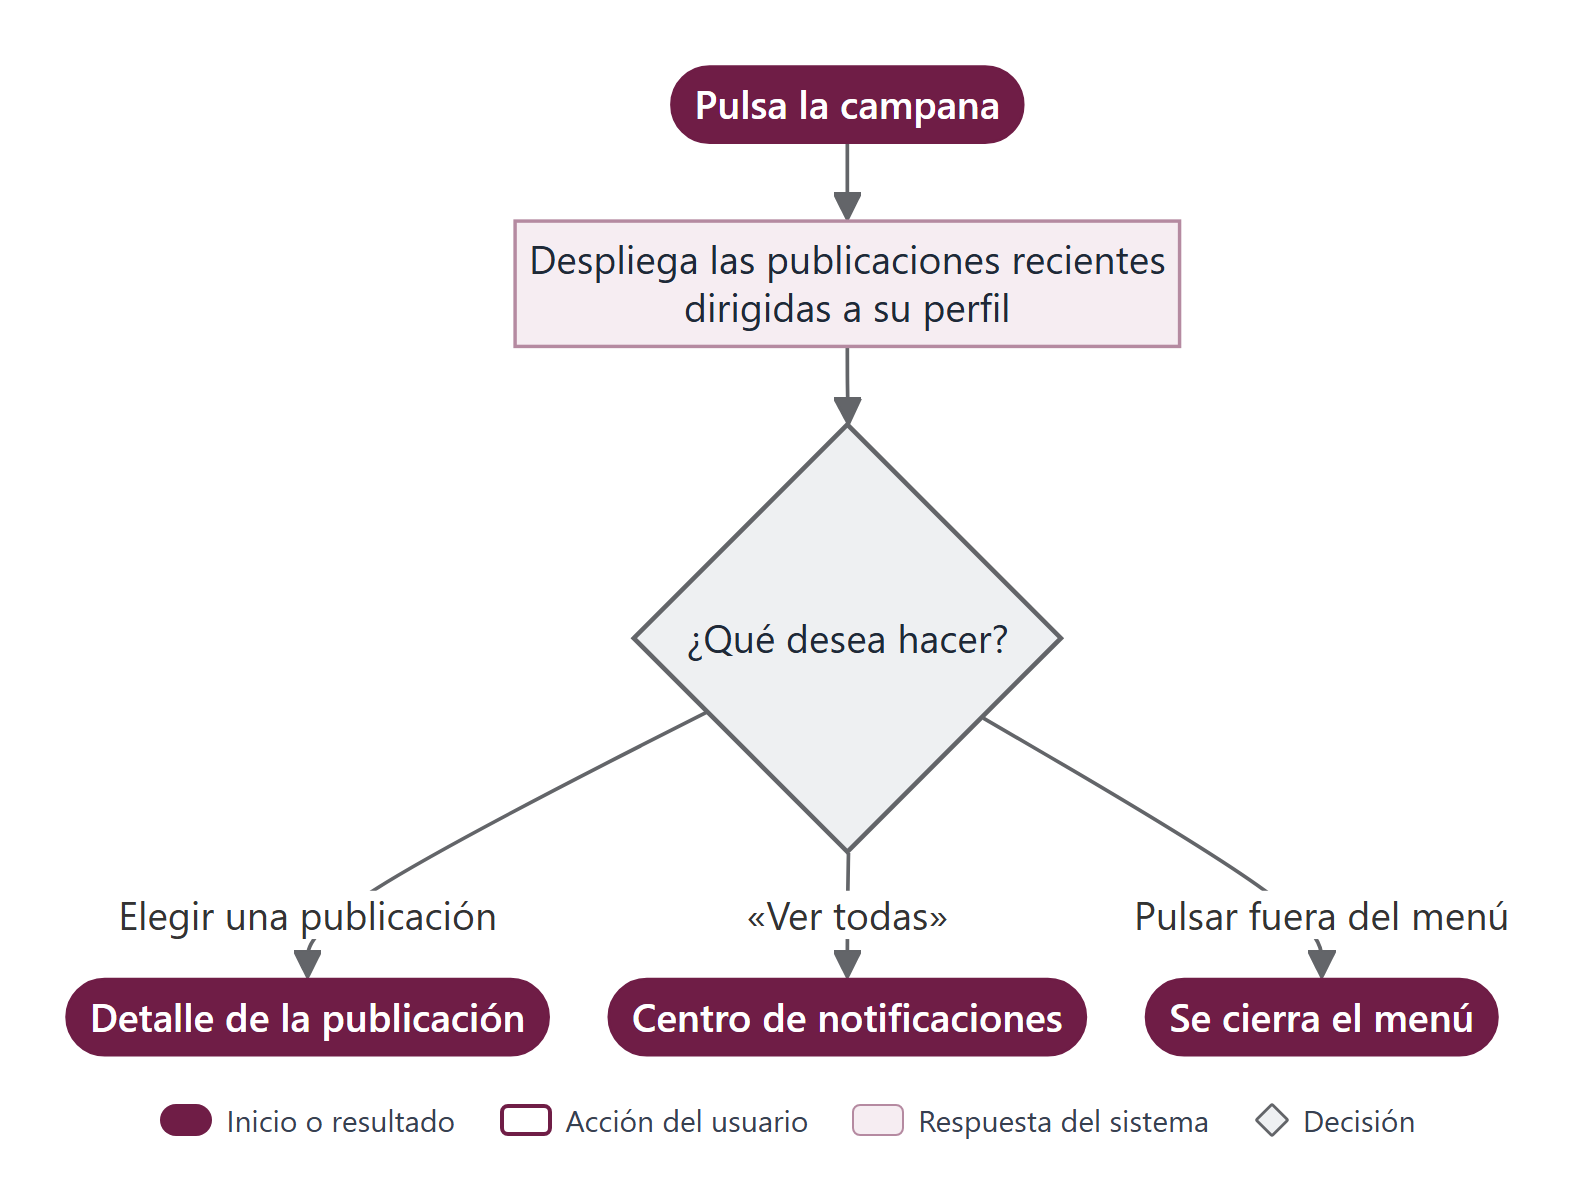 Pulsa la campana
Despliega las publicaciones recientes
dirigidas a su perfil
¿Qué desea hacer?
Elegir una publicación
«Ver todas»
Pulsar fuera del menú
Detalle de la publicación
Centro de notificaciones
Se cierra el menú
Inicio o resultado
Acción del usuario
Respuesta del sistema
Decisión